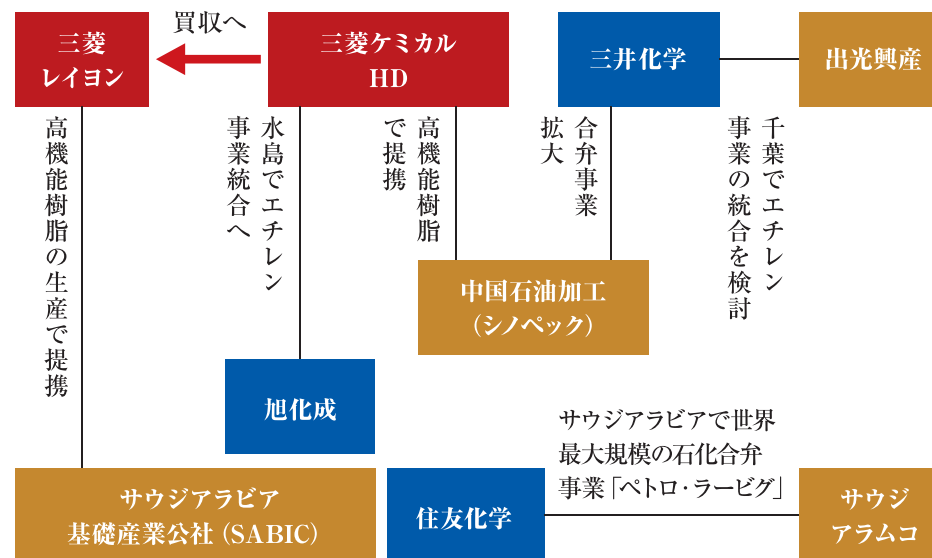 買収へ
三菱
レイヨン
三菱ケミカル
HD
三井化学
出光興産
高機能樹脂の生産で提携
水島でエチレン
事業統合へ
高機能樹脂
で提携
合弁事業
拡大
千葉でエチレン
事業の統合を検討
中国石油加工
（シノペック）
旭化成
サウジアラビアで世界
最大規模の石化合弁
事業「ペトロ・ラービグ」
サウジアラビア
基礎産業公社（SABIC）
住友化学
サウジ
アラムコ